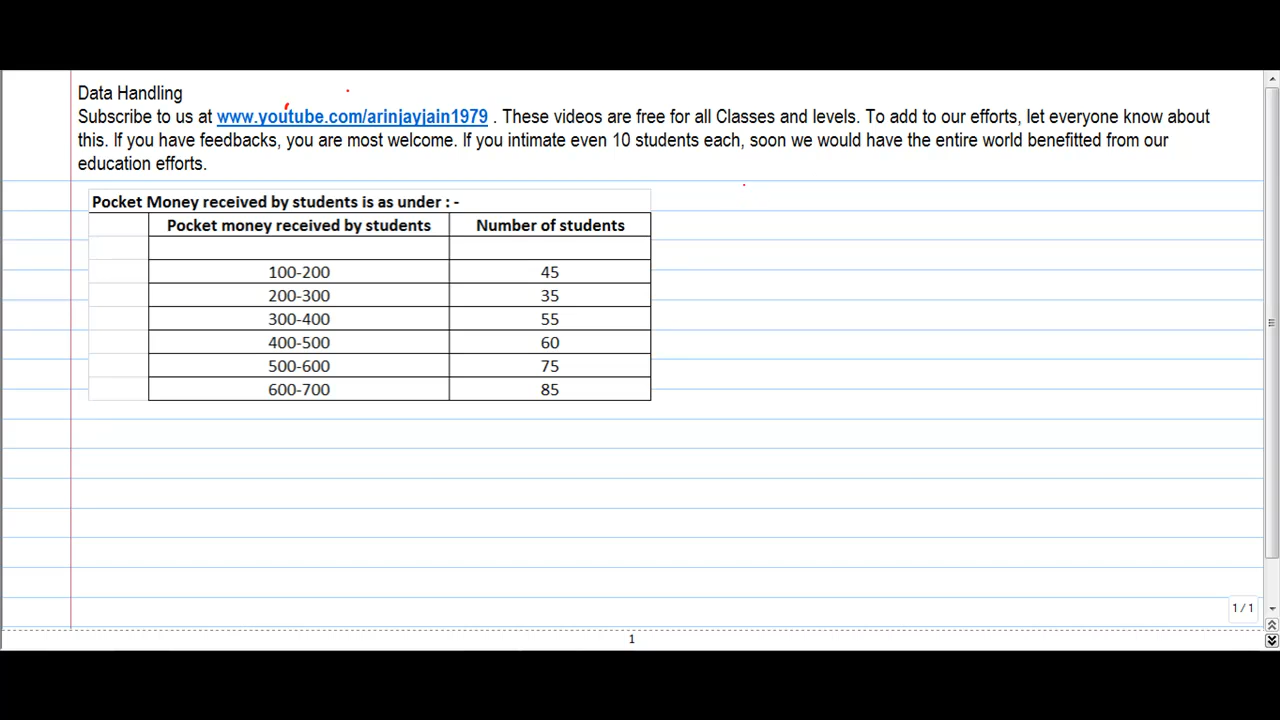 Data Handling
Subscribe to us at www.youtube.com/arinjayjain1979 . These videos are free for all Classes and levels. To add to our efforts, let everyone know about
this. If you have feedbacks, you are most welcome. If you intimate even 10 students each, soon we would have the entire world benefitted from our
education efforts.
Pocket Money received by students is as under : -
Pocket money received by students Number of students
100-200 45
200-300 35
300-400 55
400-500 60
500-600 75
600-700 85
1 / 1
1